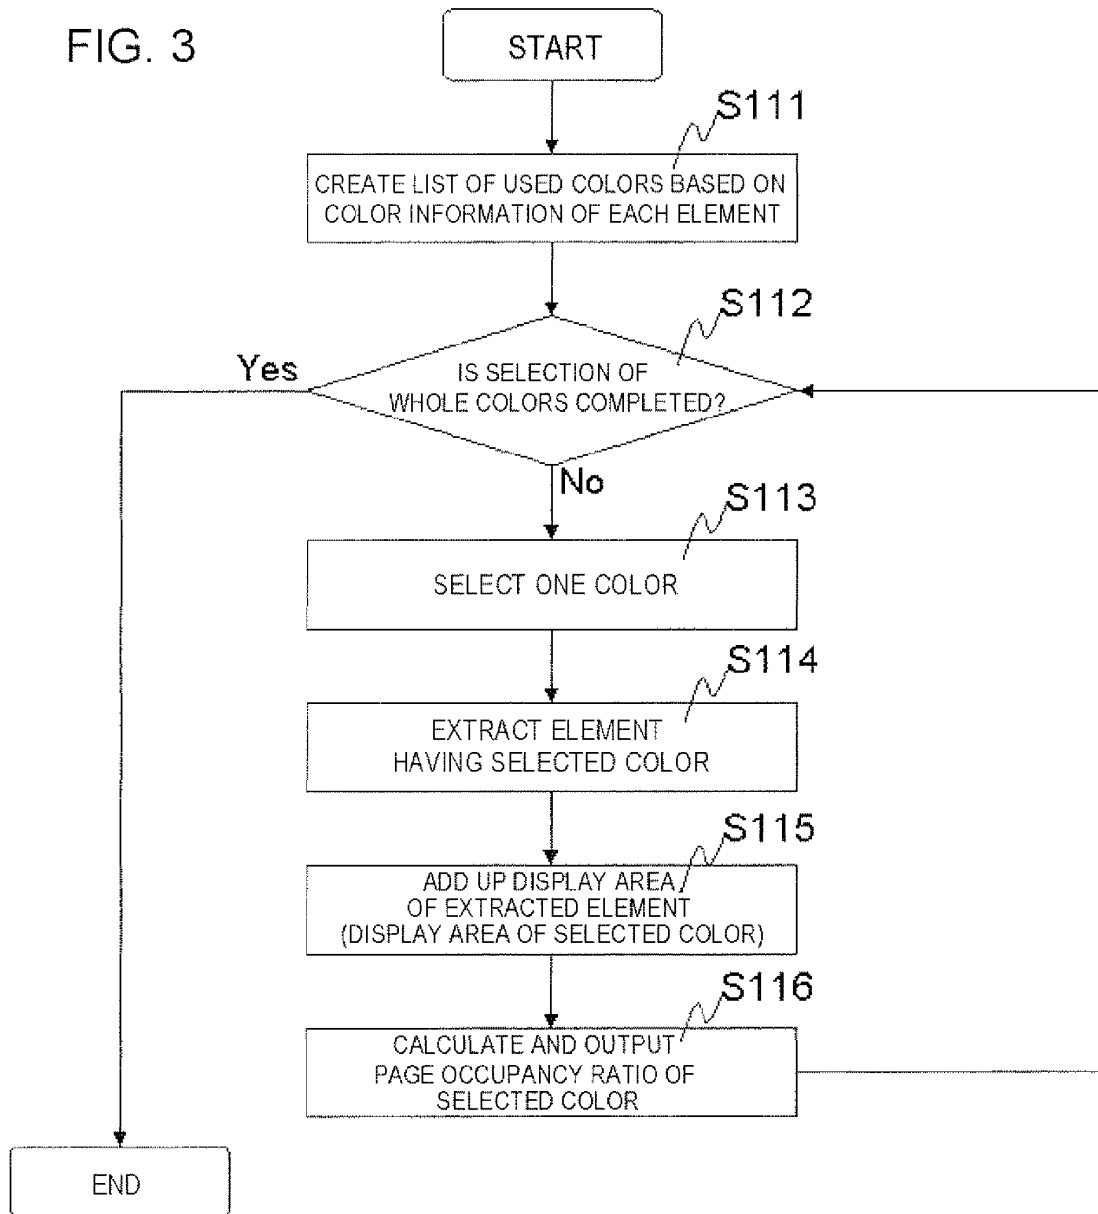 FIG. 3
START
S111
CREATE LIST OF USED COLORS BASED ON
COLOR INFORMATION OF EACH ELEMENT
S112
Yes
IS SELECTION OF
WHOLE COLORS COMPLETED?
No
S113
SELECT ONE COLOR
S114
EXTRACT ELEMENT
HAVING SELECTED COLOR
S115
ADD UP DISPLAY AREA
OF EXTRACTED ELEMENT
(DISPLAY AREA OF SELECTED COLOR)
S116
CALCULATE AND OUTPUT
PAGE OCCUPANCY RATIO OF
SELECTED COLOR
END